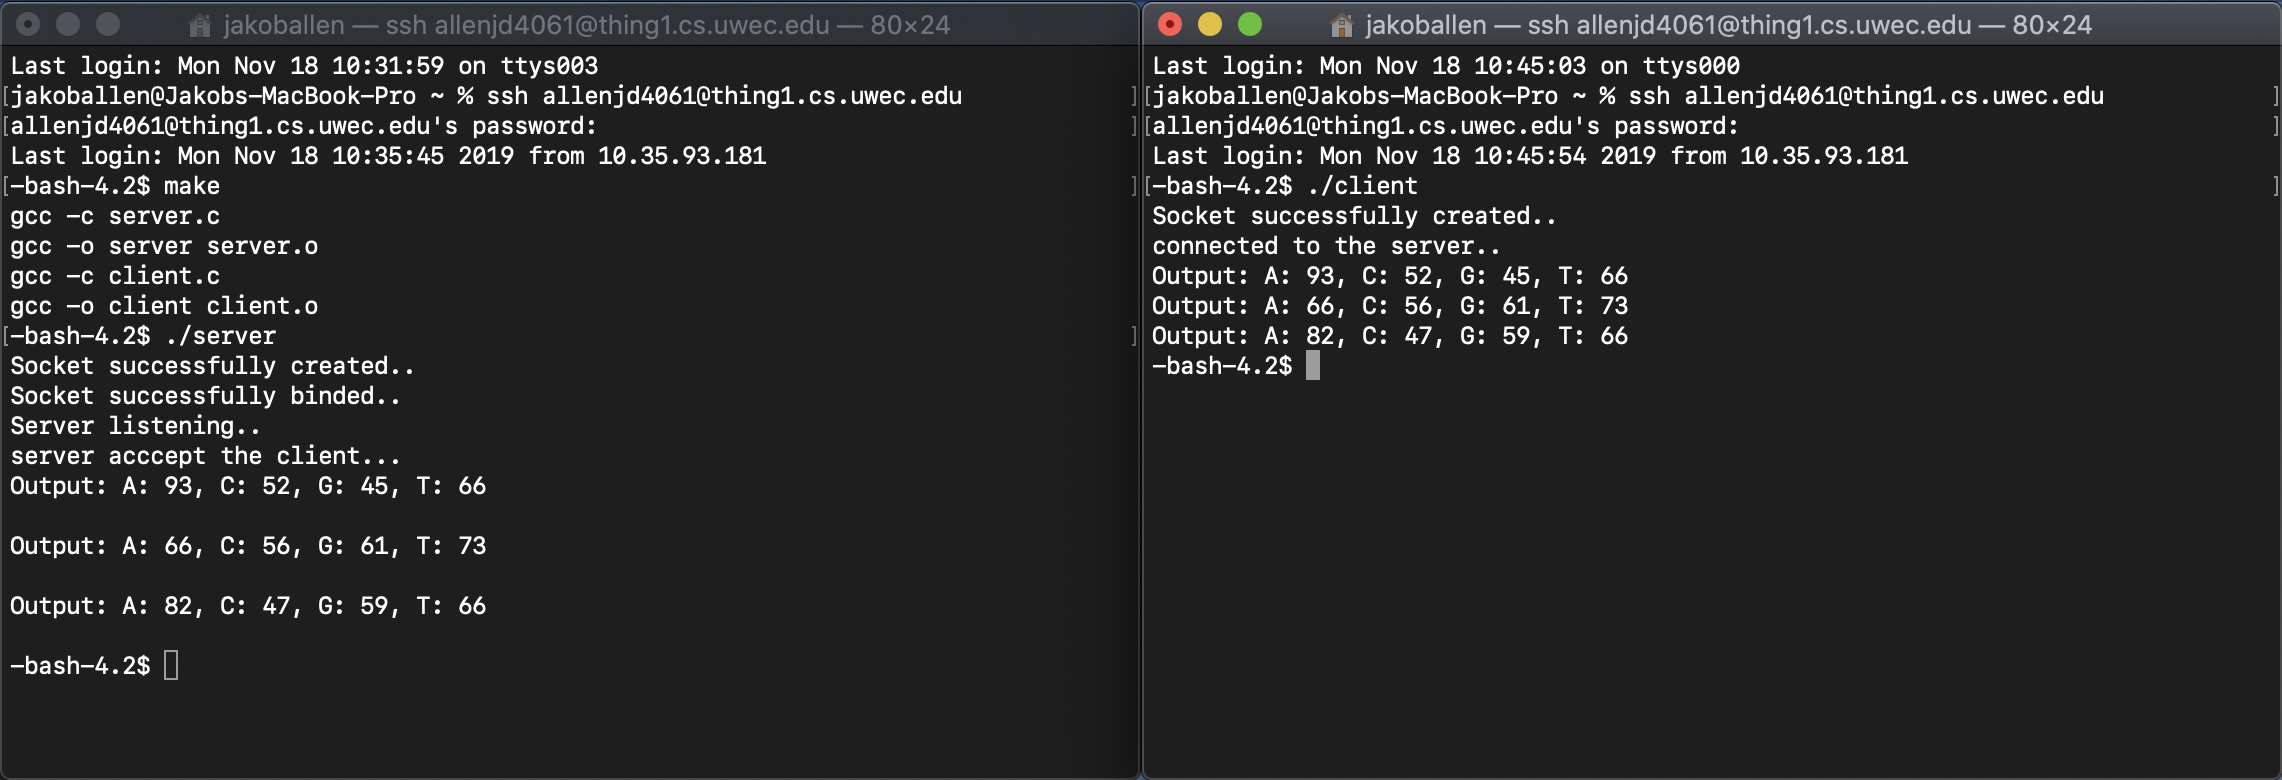 jakoballen — ssh allenjd4061@thing1.cs.uwec.edu — 80×24
Last login: Mon Nov 18 10:31:59 on ttys003
[jakoballen@Jakobs-MacBook-Pro ~ % ssh allenjd4061@thing1.cs.uwec.edu ]
[allenjd4061@thing1.cs.uwec.edu's password: ]
Last login: Mon Nov 18 10:35:45 2019 from 10.35.93.181
[-bash-4.2$ make ]
gcc -c server.c
gcc -o server server.o
gcc -c client.c
gcc -o client client.o
[-bash-4.2$ ./server ]
Socket successfully created..
Socket successfully binded..
Server listening..
server acccept the client...
Output: A: 93, C: 52, G: 45, T: 66
Output: A: 66, C: 56, G: 61, T: 73
Output: A: 82, C: 47, G: 59, T: 66
-bash-4.2$
jakoballen — ssh allenjd4061@thing1.cs.uwec.edu — 80×24
Last login: Mon Nov 18 10:45:03 on ttys000
[jakoballen@Jakobs-MacBook-Pro ~ % ssh allenjd4061@thing1.cs.uwec.edu ]
[allenjd4061@thing1.cs.uwec.edu's password: ]
Last login: Mon Nov 18 10:45:54 2019 from 10.35.93.181
[-bash-4.2$ ./client ]
Socket successfully created..
connected to the server..
Output: A: 93, C: 52, G: 45, T: 66
Output: A: 66, C: 56, G: 61, T: 73
Output: A: 82, C: 47, G: 59, T: 66
-bash-4.2$